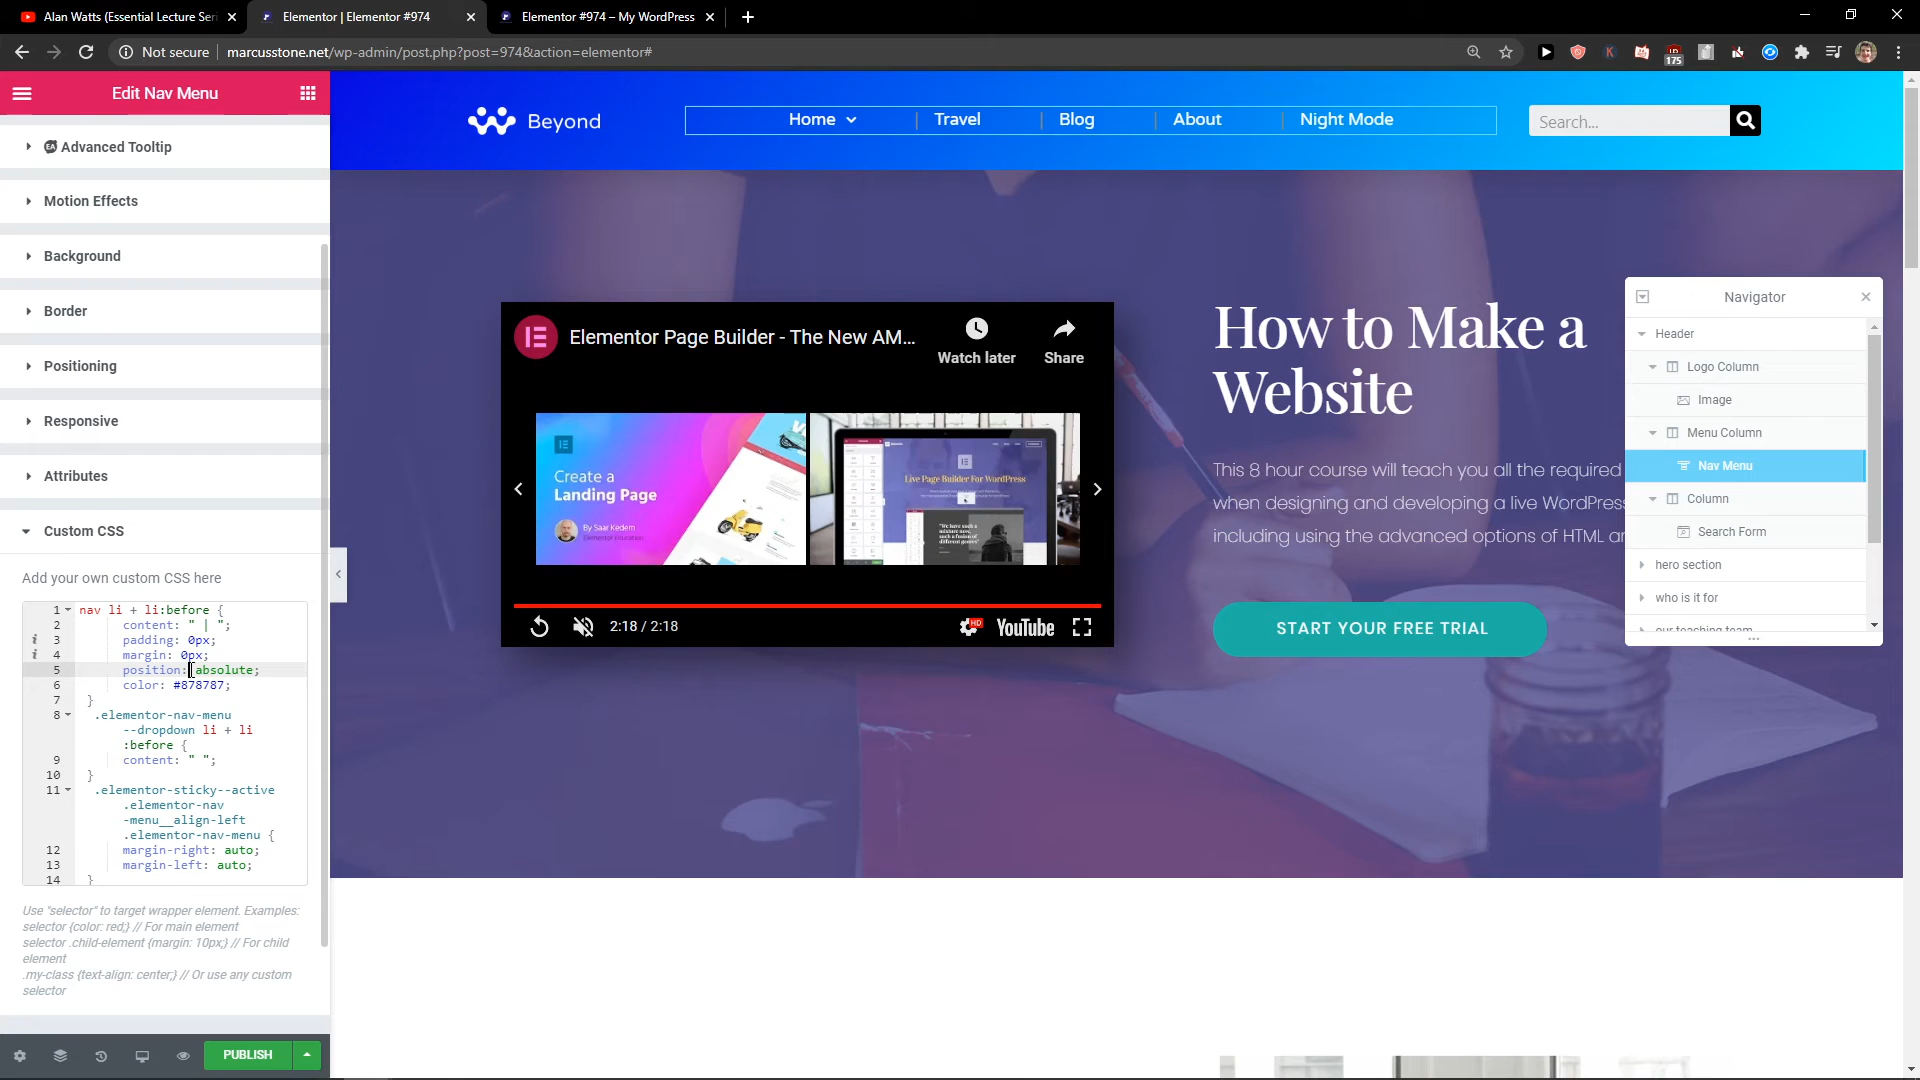 Alan Watts (Essential Lecture Seri
Elementor | Elementor #974
Elementor #974 – My WordPress
Not secure
marcusstone.net/wp-admin/post.php?post=974&action=elementor#
175
Edit Nav Menu
Advanced Tooltip
Motion Effects
Background
Border
Positioning
Responsive
Attributes
Custom CSS
Add your own custom CSS here
1 nav li + li:before {
2 content: " | ";
3 padding: 0px;
4 margin: 0px;
5 position: absolute;
6 color: #878787;
7 }
8 .elementor-nav-menu
--dropdown li + li
:before {
9 content: " ";
10 }
11 .elementor-sticky--active
.elementor-nav
-menu__align-left
.elementor-nav-menu {
12 margin-right: auto;
13 margin-left: auto;
14 }
Use "selector" to target wrapper element. Examples:
selector {color: red;} // For main element
selector .child-element {margin: 10px;} // For child
element
.my-class {text-align: center;} // Or use any custom
selector
PUBLISH
Beyond
Home
Travel
Blog
About
Night Mode
Search...
Elementor Page Builder - The New AM...
Watch later
Share
Create a
Landing Page
By Saar Kedem
Elementor Education
Live Page Builder For WordPress
2:18 / 2:18
HD
YouTube
How to Make a
Website
This 8 hour course will teach you all the required
when designing and developing a live WordPress
including using the advanced options of HTML an
START YOUR FREE TRIAL
Navigator
Header
Logo Column
Image
Menu Column
Nav Menu
Column
Search Form
hero section
who is it for
our teaching team